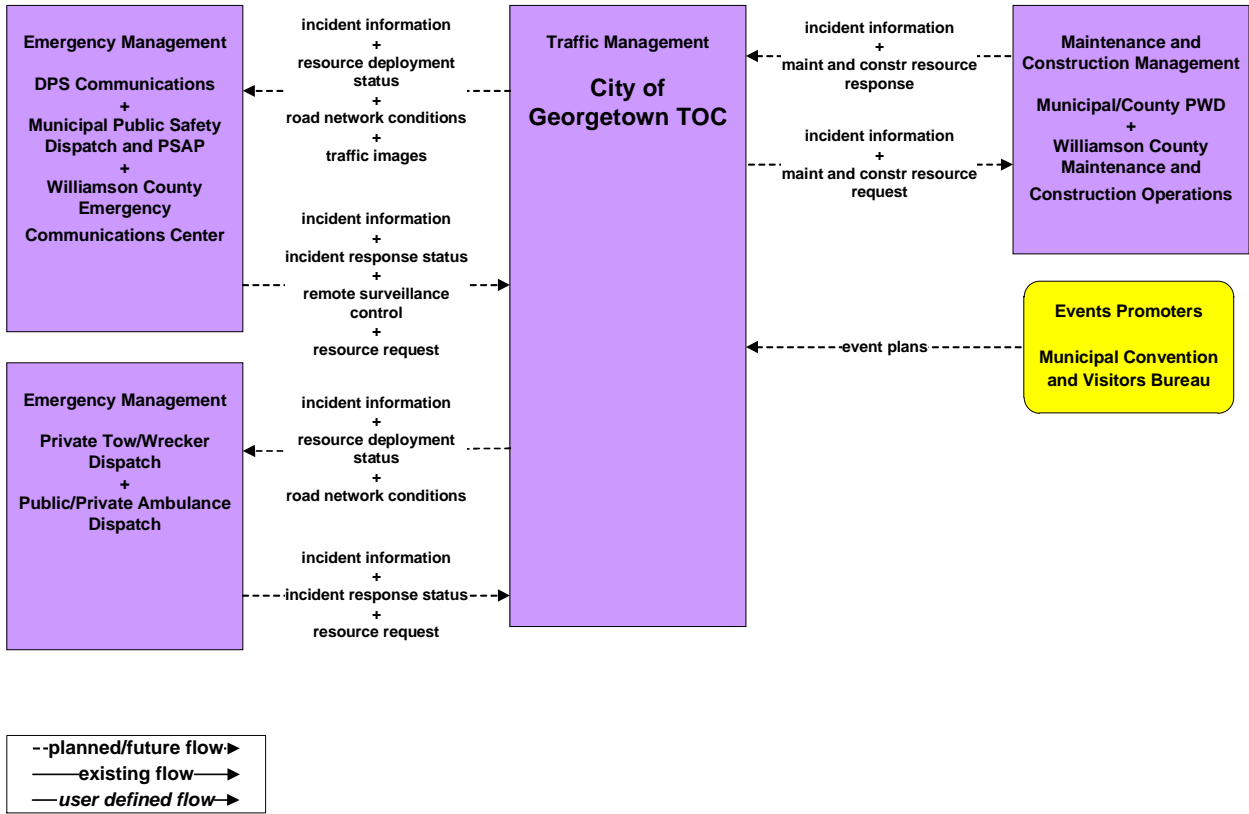 Emergency Management
DPS Communications
+
Municipal Public Safety
Dispatch and PSAP
+
Williamson County
Emergency
Communications Center
incident information
+
resource deployment
status
+
road network conditions
+
traffic images
incident information
+
incident response status
+
remote surveillance
control
+
resource request
Traffic Management
City of
Georgetown TOC
incident information
+
maint and constr resource
response
incident information
+
maint and constr resource
request
Maintenance and
Construction Management
Municipal/County PWD
+
Williamson County
Maintenance and
Construction Operations
event plans
Events Promoters
Municipal Convention
and Visitors Bureau
Emergency Management
Private Tow/Wrecker
Dispatch
+
Public/Private Ambulance
Dispatch
incident information
+
resource deployment
status
+
road network conditions
incident information
+
incident response status
+
resource request
planned/future flow
existing flow
user defined flow